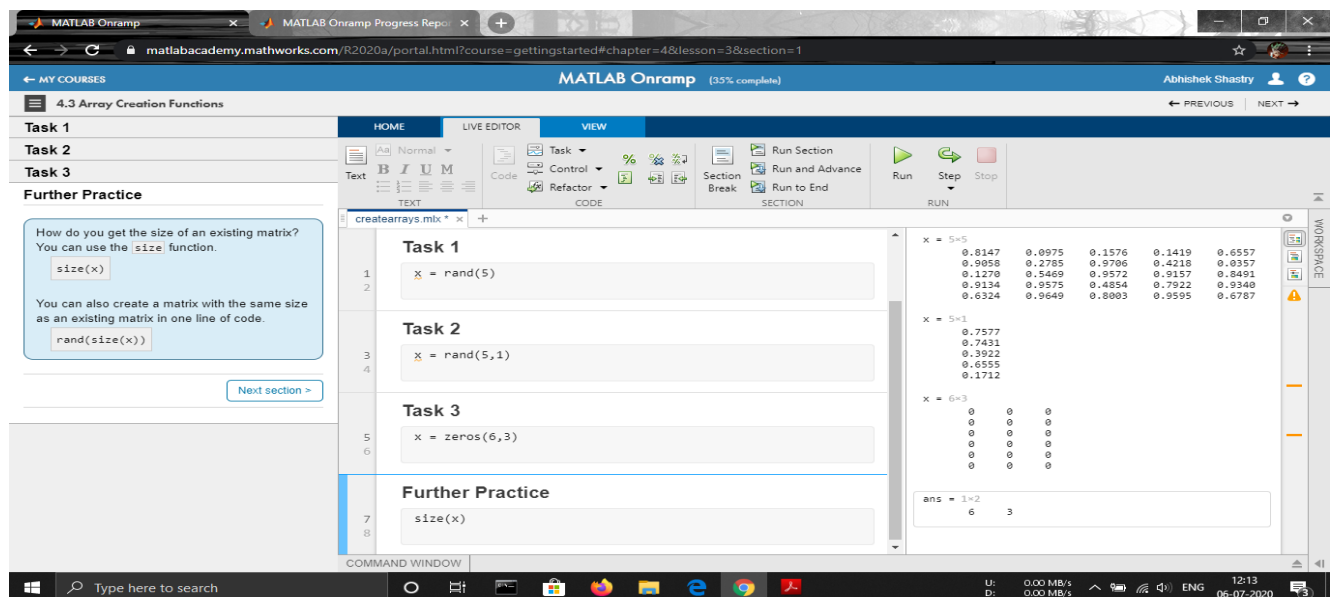 MATLAB Onramp
MATLAB Onramp Progress Repor
matlabacademy.mathworks.com/R2020a/portal.html?course=gettingstarted#chapter=4&lesson=3&section=1
← MY COURSES
MATLAB Onramp (35% complete)
Abhishek Shastry
4.3 Array Creation Functions
← PREVIOUS
NEXT →
Task 1
Task 2
Task 3
Further Practice
How do you get the size of an existing matrix?
You can use the size function.
size(x)
You can also create a matrix with the same size
as an existing matrix in one line of code.
rand(size(x))
Next section >
HOME
LIVE EDITOR
VIEW
Text
Aa Normal
B I U M
TEXT
Code
Task
Control
Refactor
CODE
Section
Break
Run Section
Run and Advance
Run to End
SECTION
Run
Step
Stop
RUN
createarrays.mlx *
Task 1
1 x = rand(5)
2
Task 2
3 x = rand(5,1)
4
Task 3
5 x = zeros(6,3)
6
Further Practice
7 size(x)
8
x = 5×5
0.8147 0.0975 0.1576 0.1419 0.6557
0.9058 0.2785 0.9706 0.4218 0.0357
0.1270 0.5469 0.9572 0.9157 0.8491
0.9134 0.9575 0.4854 0.7922 0.9340
0.6324 0.9649 0.8003 0.9595 0.6787
x = 5×1
0.7577
0.7431
0.3922
0.6555
0.1712
x = 6×3
0 0 0
0 0 0
0 0 0
0 0 0
0 0 0
0 0 0
ans = 1×2
6 3
WORKSPACE
COMMAND WINDOW
Type here to search
U: 0.00 MB/s
D: 0.00 MB/s
ENG
12:13
06-07-2020
3